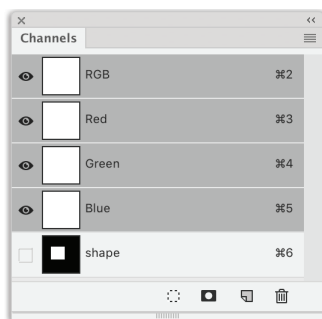 Channels
RGB ⌘2
Red ⌘3
Green ⌘4
Blue ⌘5
shape ⌘6